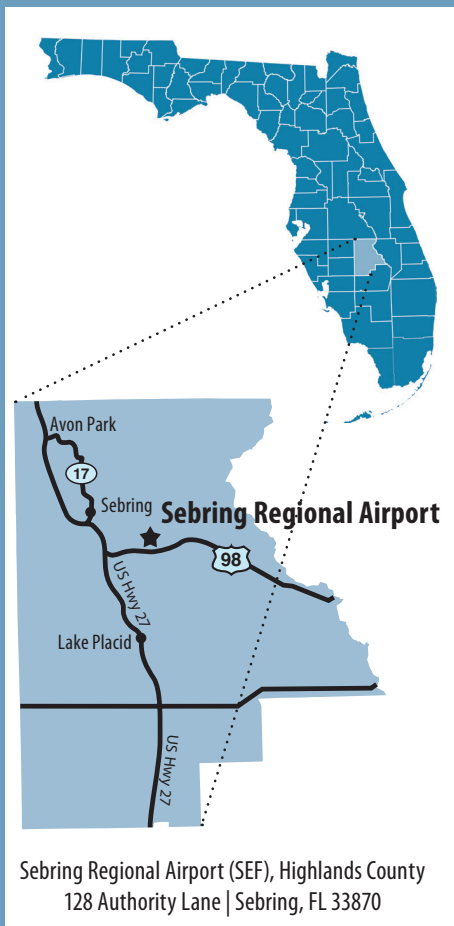 Avon Park
17
Sebring
Sebring Regional Airport
98
US Hwy 27
Lake Placid
US Hwy 27
Sebring Regional Airport (SEF), Highlands County
128 Authority Lane | Sebring, FL 33870